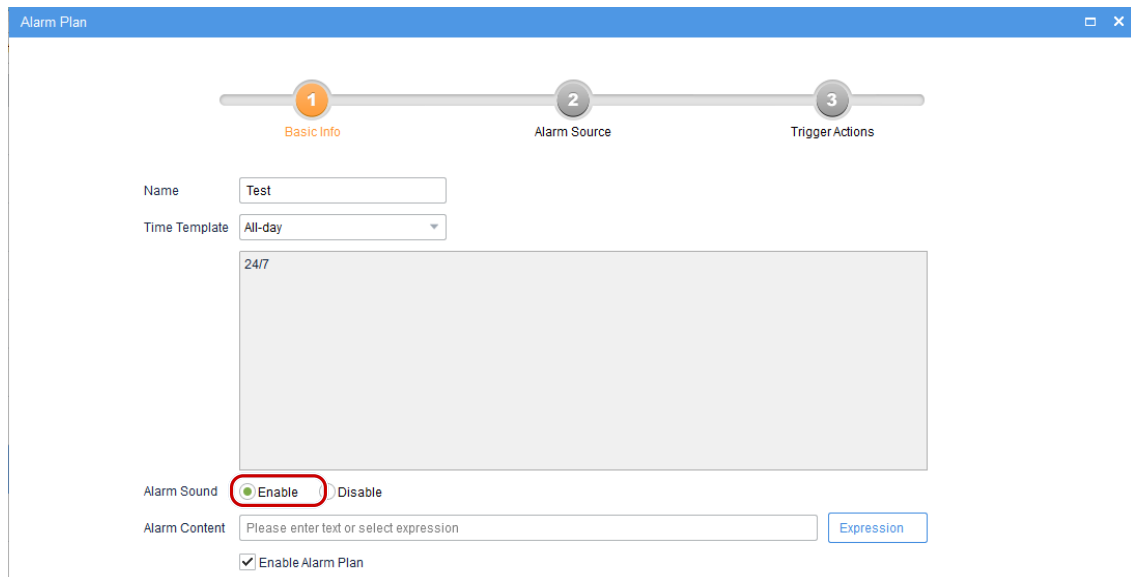 Alarm Plan
1 2 3
Basic Info Alarm Source Trigger Actions
Name Test
Time Template All-day
24/7
Alarm Sound Enable Disable
Alarm Content Please enter text or select expression Expression
Enable Alarm Plan